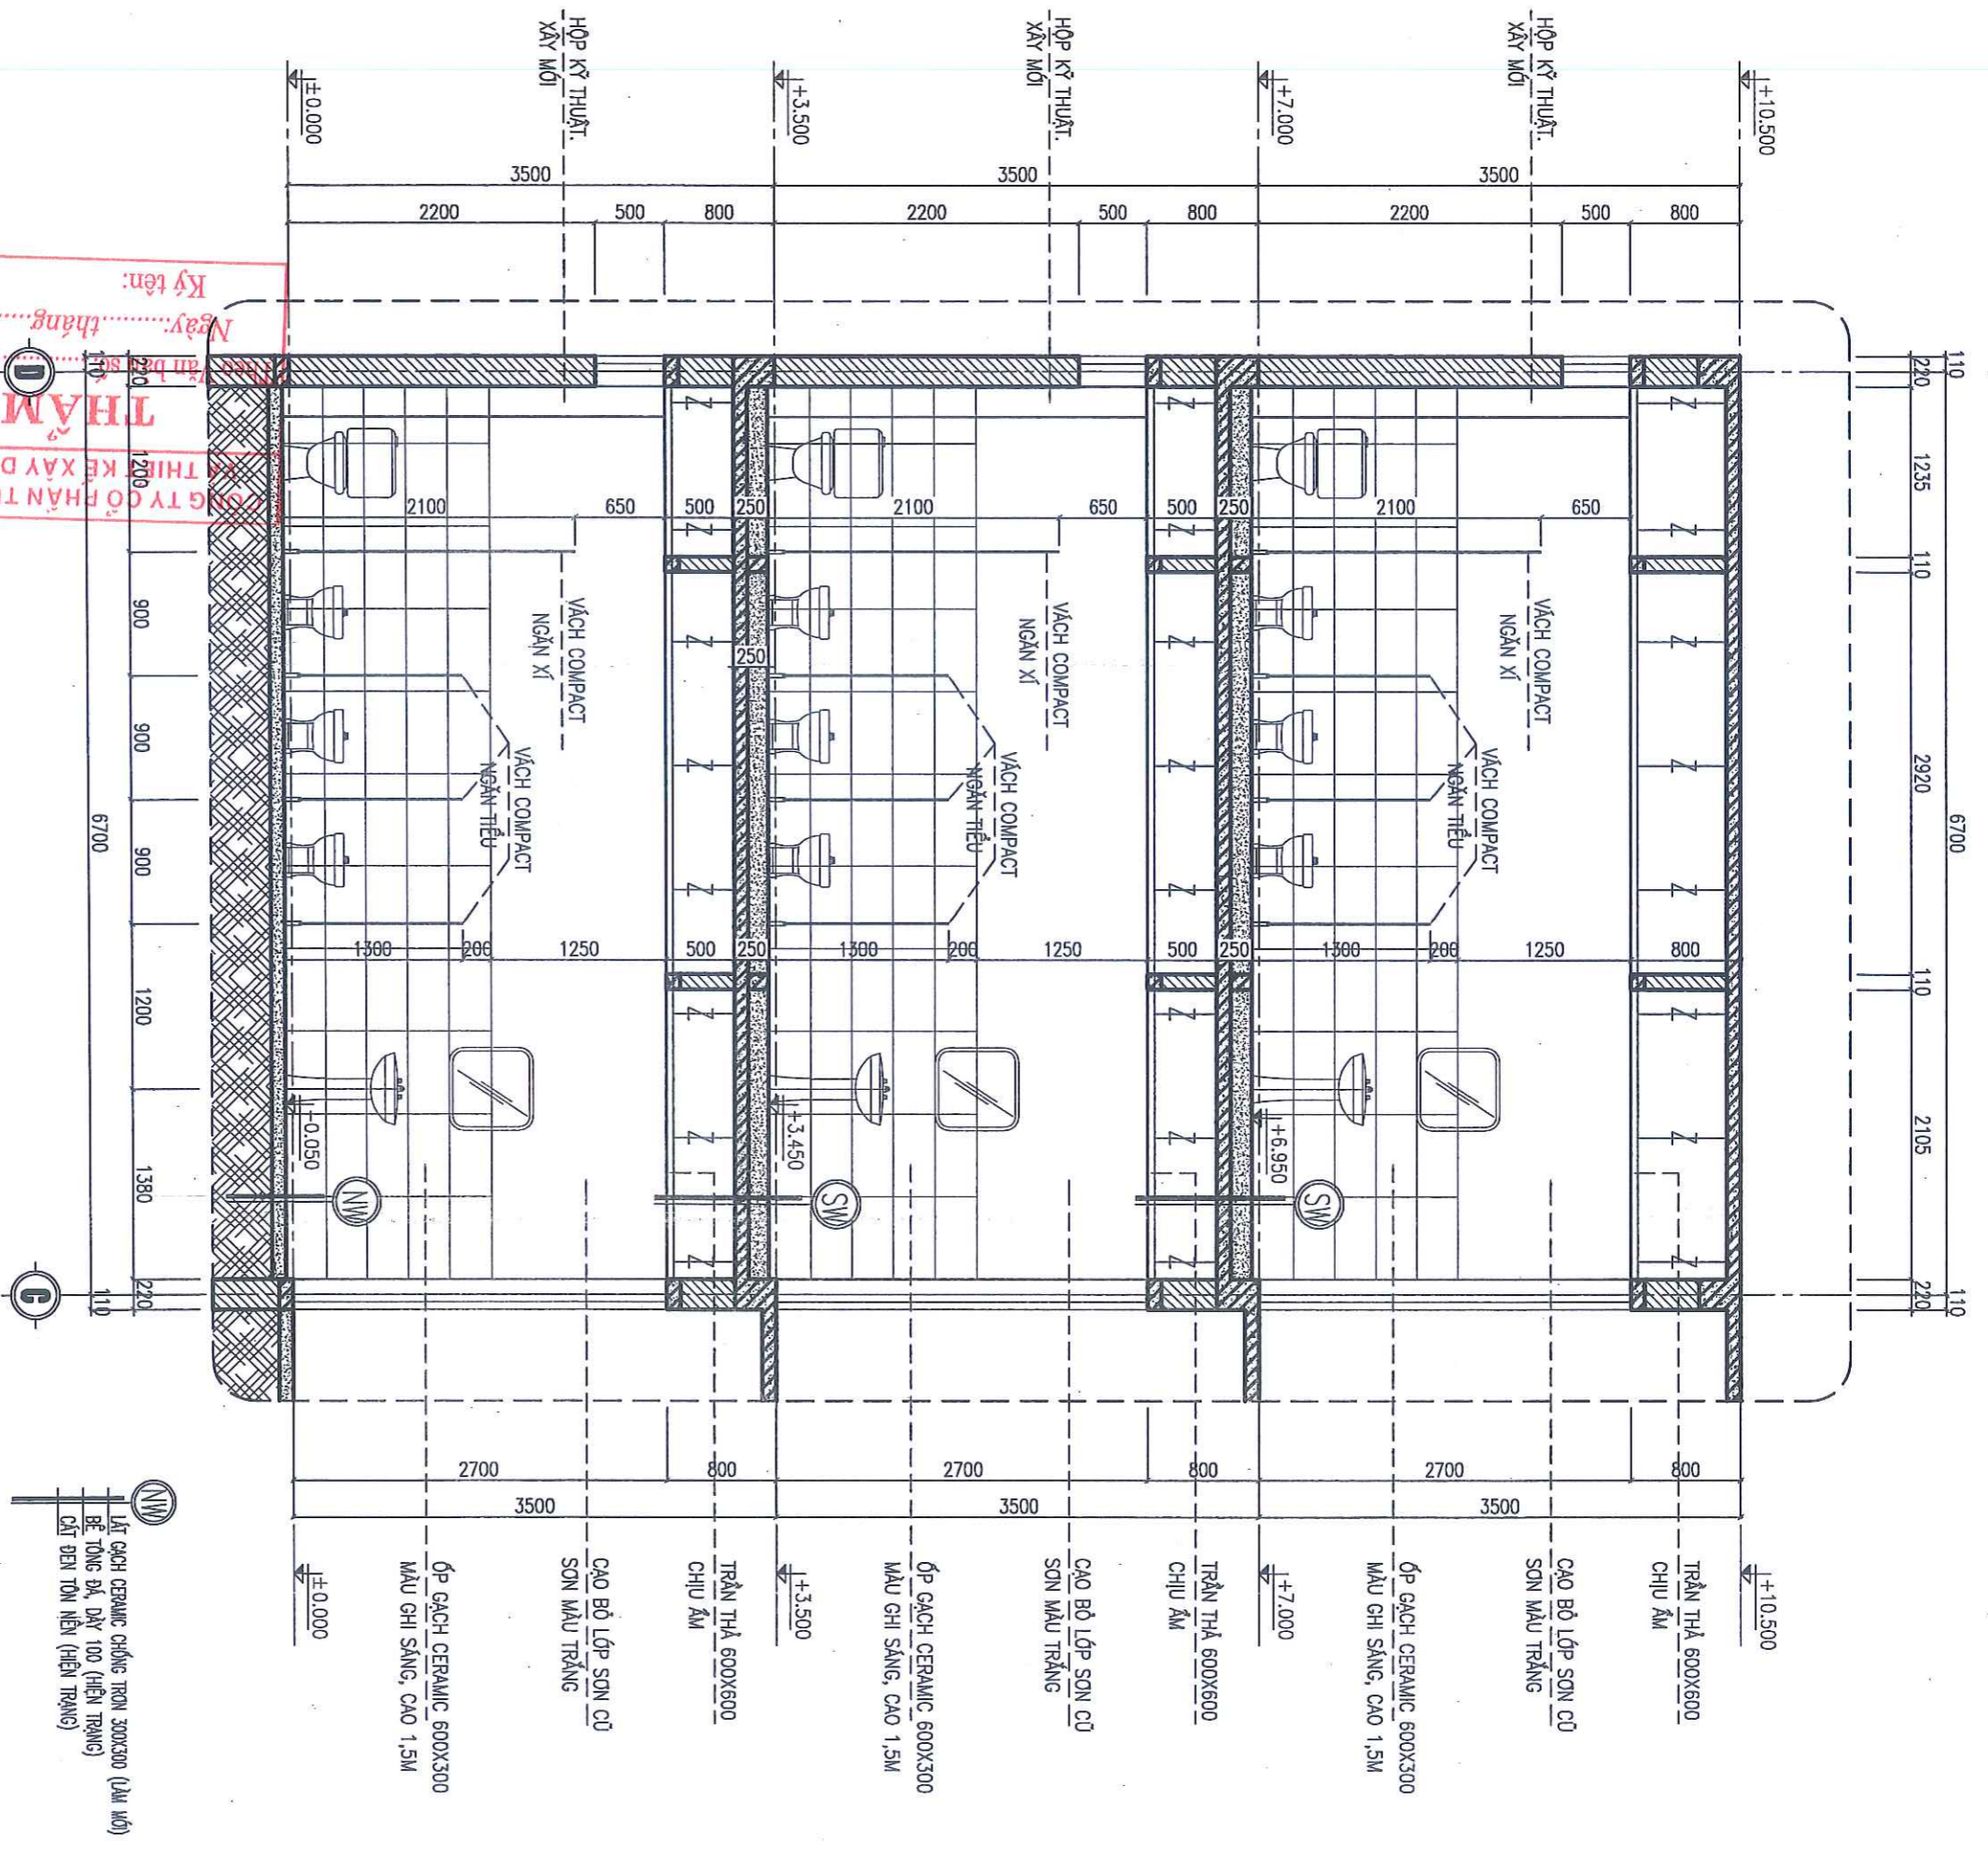 110 6700 110
220 1235 110 2920 110 2105 220
+10.500
+10.500
800
500
2200
3500
650
2100
800
1250
200
1300
800
2700
3500
TRẦN THẢ 600X600
CHỊU ẨM
CẠO BỎ LỚP SƠN CŨ
SƠN MÀU TRẮNG
HỘP KỸ THUẬT.
XÂY MỚI
VÁCH COMPACT
NGĂN XÍ
VÁCH COMPACT
NGĂN TIỂU
ỐP GẠCH CERAMIC 600X300
MÀU GHI SÁNG, CAO 1,5M
SW
+6.950
+7.000
+7.000
250
250
500
500
800
500
2200
3500
650
2100
1250
200
1300
800
2700
3500
TRẦN THẢ 600X600
CHỊU ẨM
CẠO BỎ LỚP SƠN CŨ
SƠN MÀU TRẮNG
HỘP KỸ THUẬT.
XÂY MỚI
VÁCH COMPACT
NGĂN XÍ
VÁCH COMPACT
NGĂN TIỂU
ỐP GẠCH CERAMIC 600X300
MÀU GHI SÁNG, CAO 1,5M
SW
+3.450
+3.500
+3.500
250
250
250
500
500
800
500
2200
3500
650
2100
1250
200
1300
800
2700
3500
TRẦN THẢ 600X600
CHỊU ẨM
CẠO BỎ LỚP SƠN CŨ
SƠN MÀU TRẮNG
HỘP KỸ THUẬT.
XÂY MỚI
VÁCH COMPACT
NGĂN XÍ
VÁCH COMPACT
NGĂN TIỂU
ỐP GẠCH CERAMIC 600X300
MÀU GHI SÁNG, CAO 1,5M
NW
+-0.050
±0.000
±0.000
220 1200 900 900 900 1200 1380 220
110 6700 110
D
C
NW
LÁT GẠCH CERAMIC CHỐNG TRƠN 300X300 (LÀM MỚI)
BÊ TÔNG ĐÁ, DÀY 100 (HIỆN TRẠNG)
CÁT ĐEN TÔN NỀN (HIỆN TRẠNG)
CÔNG TY CỔ PHẦN
VÀ THIẾT KẾ XÂY
THẨM
Theo Văn bản số
Ngày:..........tháng......
Ký tên: